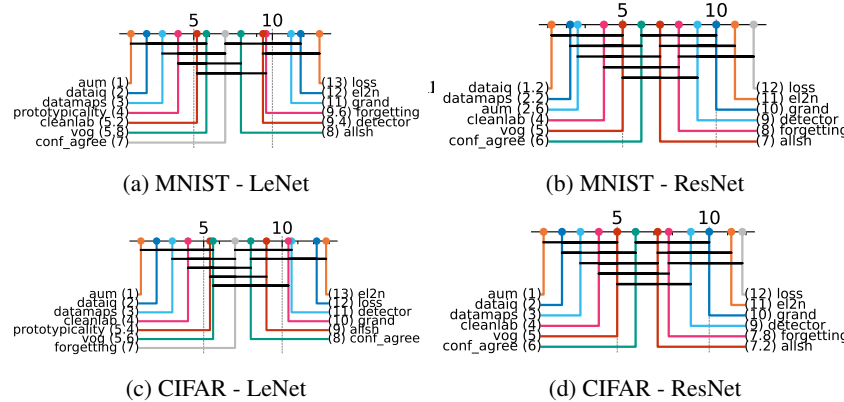 5 10
aum (1) (13) loss
dataiq (2) (12) el2n
datamaps (3) (11) grand
prototypicality (4) (9.6) forgetting
cleanlab (5.2) (9.4) detector
vog (5.8) (8) allsh
conf_agree (7)
(a) MNIST - LeNet
5 10
dataiq (1.2) (12) loss
datamaps (2.2) (11) el2n
aum (2.6) (10) grand
cleanlab (4) (9) detector
vog (5) (8) forgetting
conf_agree (6) (7) allsh
(b) MNIST - ResNet
5 10
aum (1) (13) el2n
dataiq (2) (12) loss
datamaps (3) (11) detector
cleanlab (4) (10) grand
prototypicality (5.4) (9) allsh
vog (5.6) (8) conf_agree
forgetting (7)
(c) CIFAR - LeNet
5 10
aum (1) (12) loss
dataiq (2) (11) el2n
datamaps (3) (10) grand
cleanlab (4) (9) detector
vog (5) (7.8) forgetting
conf_agree (6) (7.2) allsh
(d) CIFAR - ResNet